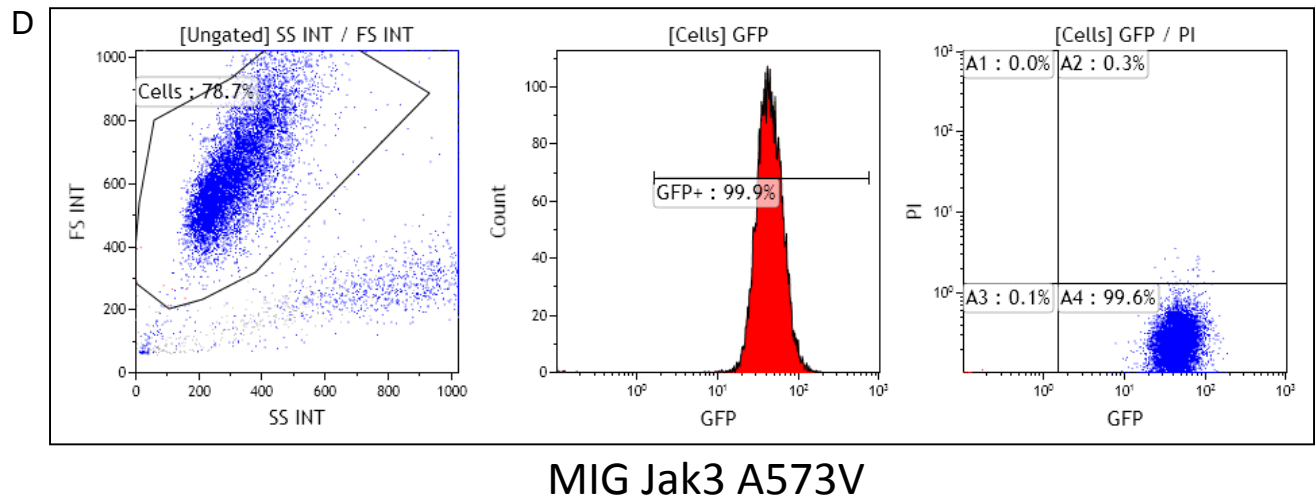 D
[Ungated] SS INT / FS INT
Cells : 78.7%
1000
800
600
400
200
0
FS INT
0 200 400 600 800 1000
SS INT
[Cells] GFP
100
80
60
40
20
0
Count
GFP+ : 99.9%
10⁰ 10¹ 10² 10³
GFP
[Cells] GFP / PI
A1 : 0.0% A2 : 0.3%
10³
10²
10¹
10⁰
PI
A3 : 0.1% A4 : 99.6%
10⁰ 10¹ 10² 10³
GFP
MIG Jak3 A573V